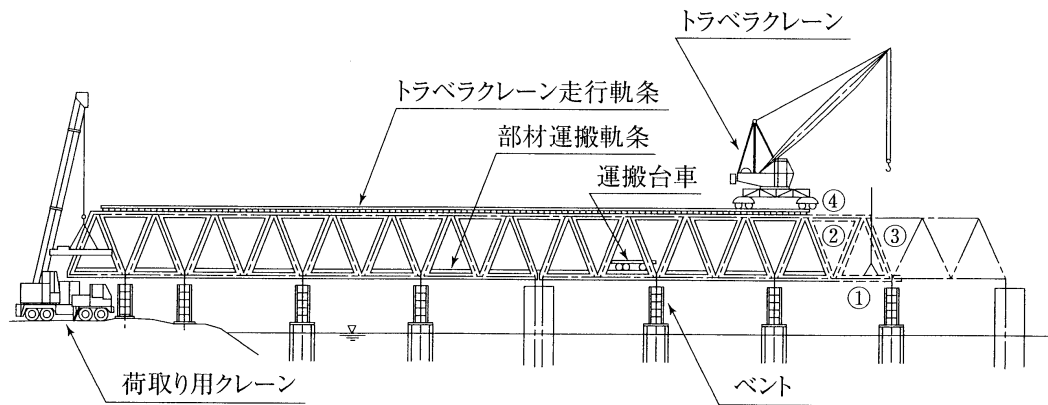 トラベラクレーン
トラベラクレーン走行軌条
部材運搬軌条
運搬台車
④
②
③
①
荷取り用クレーン
ベント